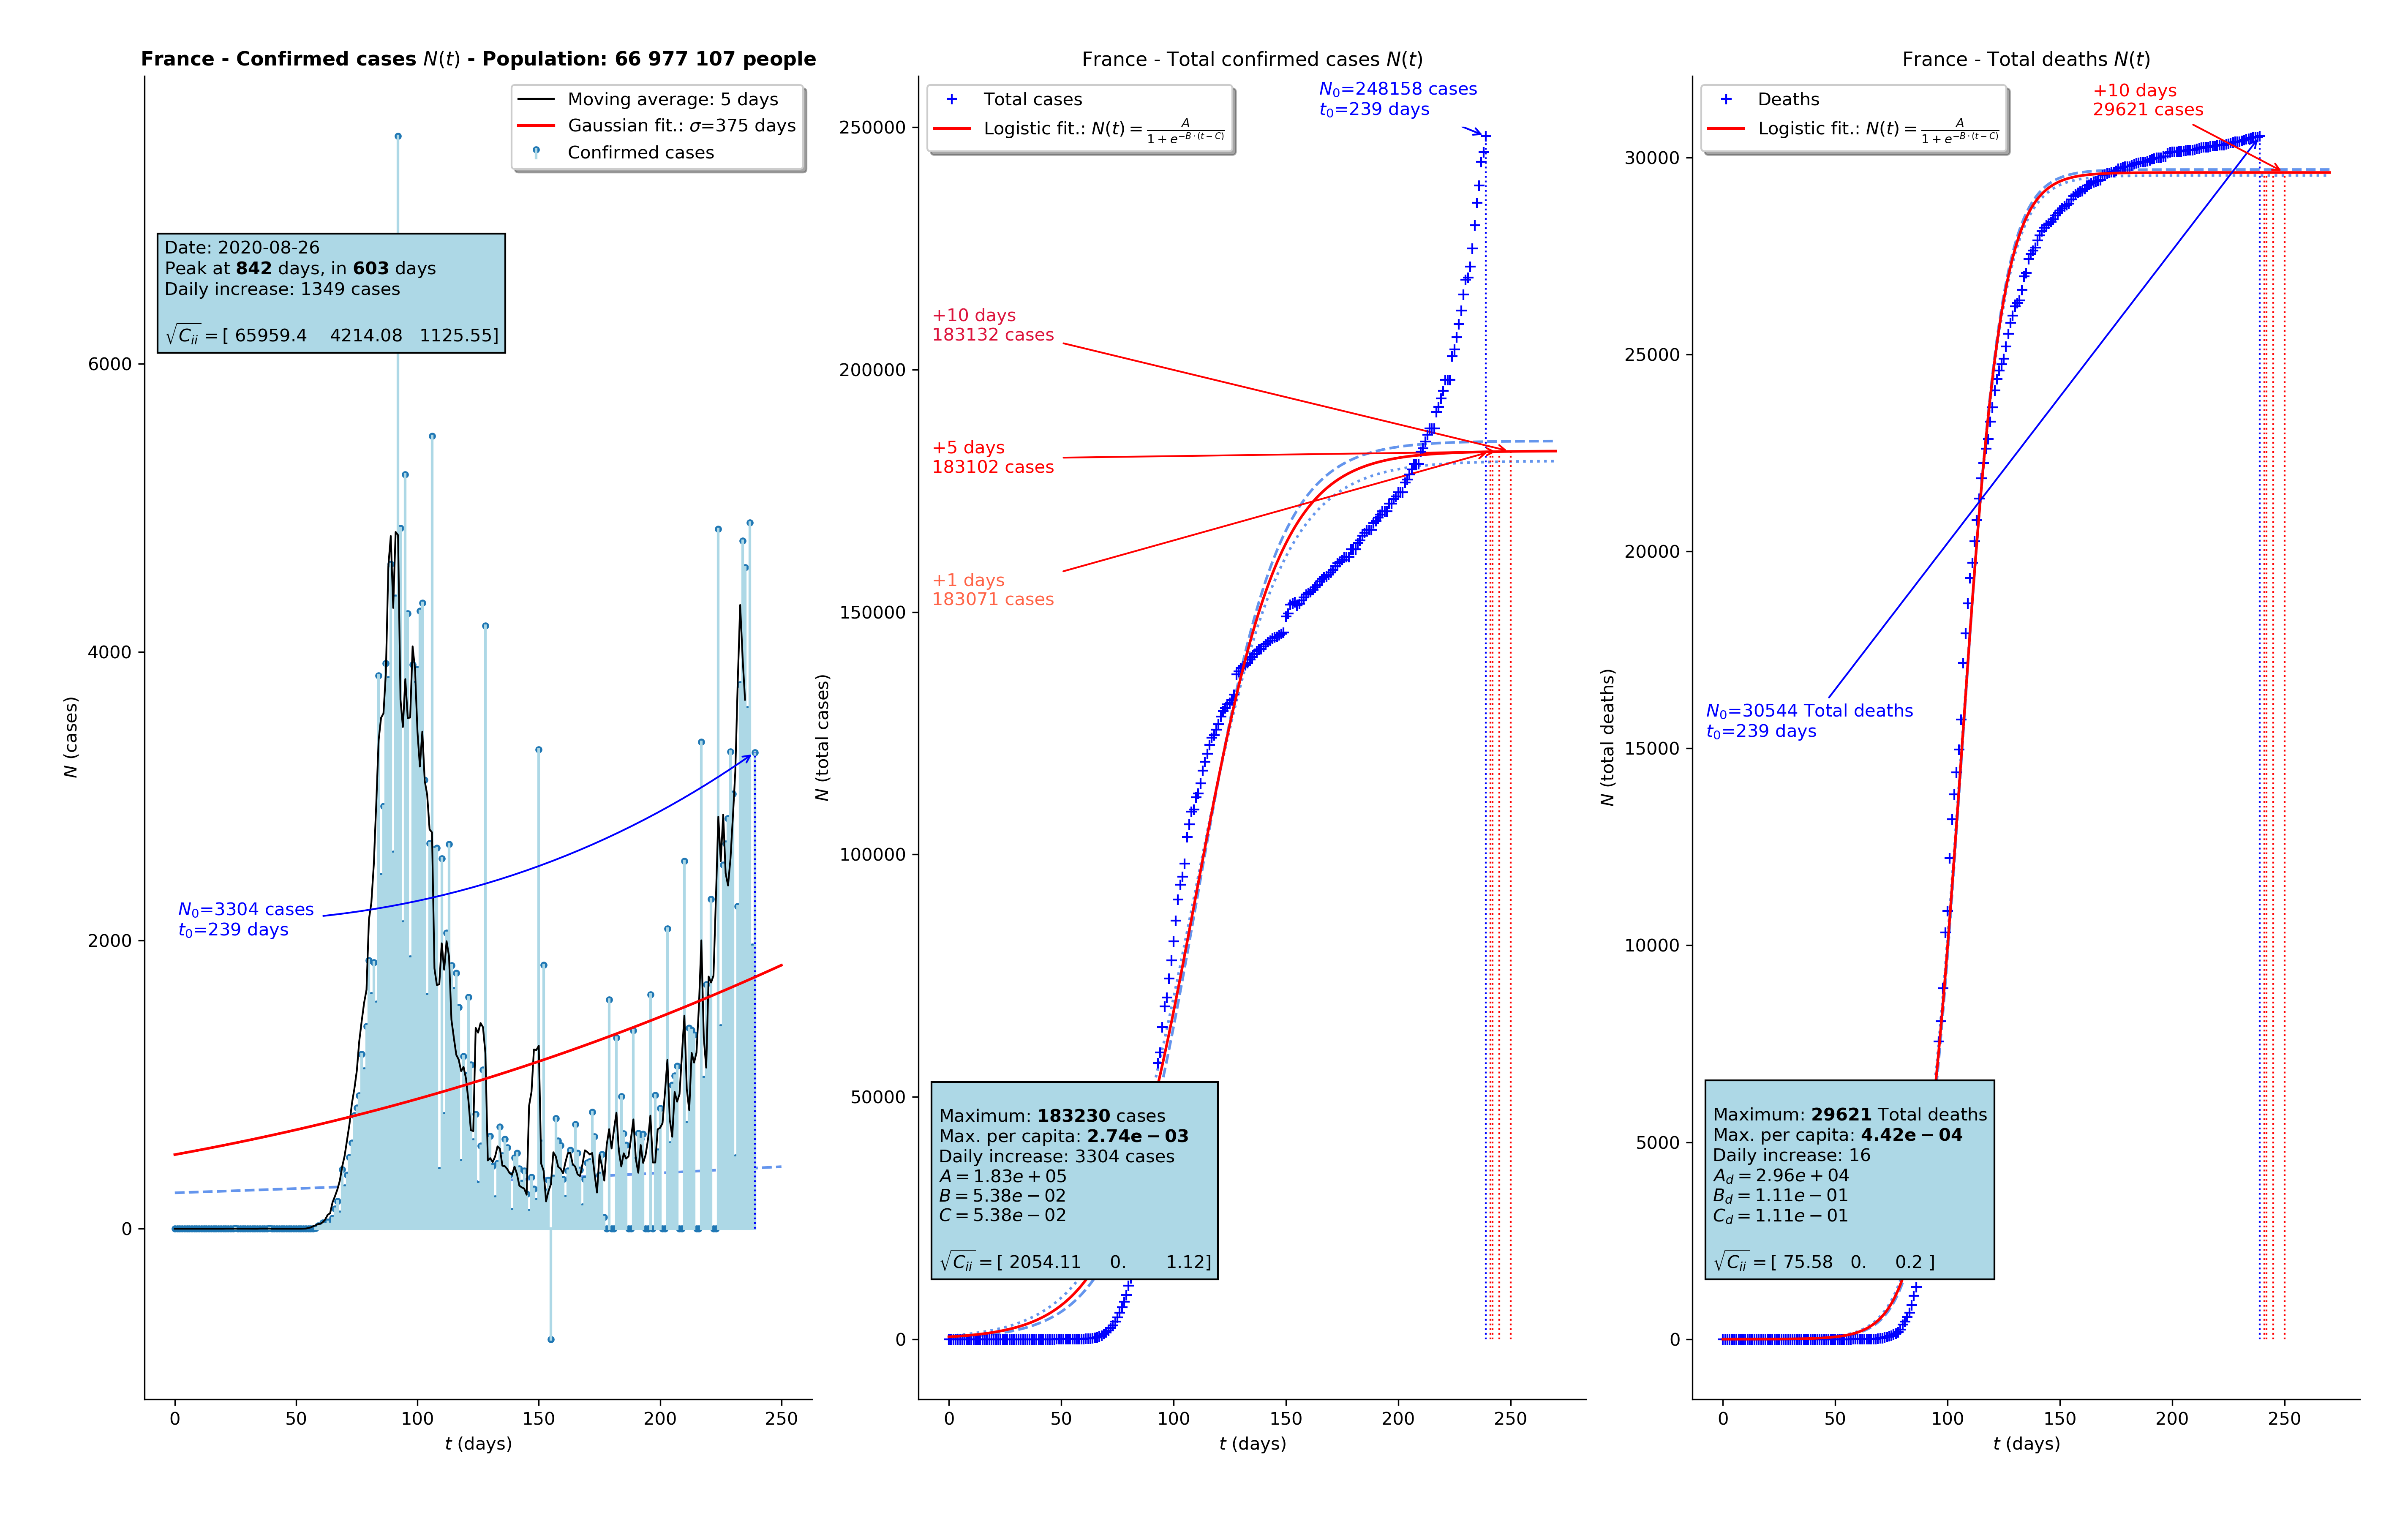 France - Confirmed cases N(t) - Population: 66 977 107 people
Moving average: 5 days
Gaussian fit.: σ=375 days
Confirmed cases
Date: 2020-08-26
Peak at 842 days, in 603 days
Daily increase: 1349 cases
√C_ii = [ 65959.4 4214.08 1125.55]
N₀=3304 cases
t₀=239 days
6000
4000
2000
0
N (cases)
0 50 100 150 200 250
t (days)
France - Total confirmed cases N(t)
Total cases
Logistic fit.: N(t) = A / (1 + e^(−B·(t−C)))
N₀=248158 cases
t₀=239 days
+10 days
183132 cases
+5 days
183102 cases
+1 days
183071 cases
Maximum: 183230 cases
Max. per capita: 2.74e − 03
Daily increase: 3304 cases
A = 1.83e + 05
B = 5.38e − 02
C = 5.38e − 02
√C_ii = [ 2054.11 0. 1.12]
250000
200000
150000
100000
50000
0
N (total cases)
0 50 100 150 200 250
t (days)
France - Total deaths N(t)
Deaths
Logistic fit.: N(t) = A / (1 + e^(−B·(t−C)))
+10 days
29621 cases
N₀=30544 Total deaths
t₀=239 days
Maximum: 29621 Total deaths
Max. per capita: 4.42e − 04
Daily increase: 16
A_d = 2.96e + 04
B_d = 1.11e − 01
C_d = 1.11e − 01
√C_ii = [ 75.58 0. 0.2 ]
30000
25000
20000
15000
10000
5000
0
N (total deaths)
0 50 100 150 200 250
t (days)